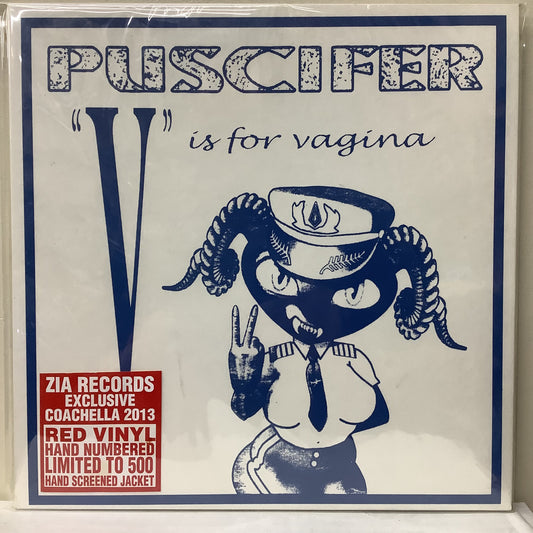 PUSCIFER
"V" is for vagina
ZIA RECORDS
EXCLUSIVE
COACHELLA 2013
RED VINYL
HAND NUMBERED
LIMITED TO 500
HAND SCREENED JACKET